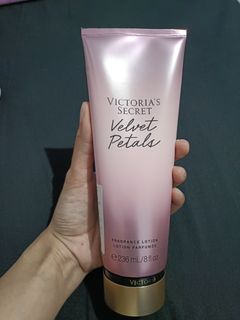 VICTORIA'S
SECRET
Velvet
Petals
FRAGRANCE LOTION
LOTION PARFUMÉE
℮ 236 mL/8 fl oz